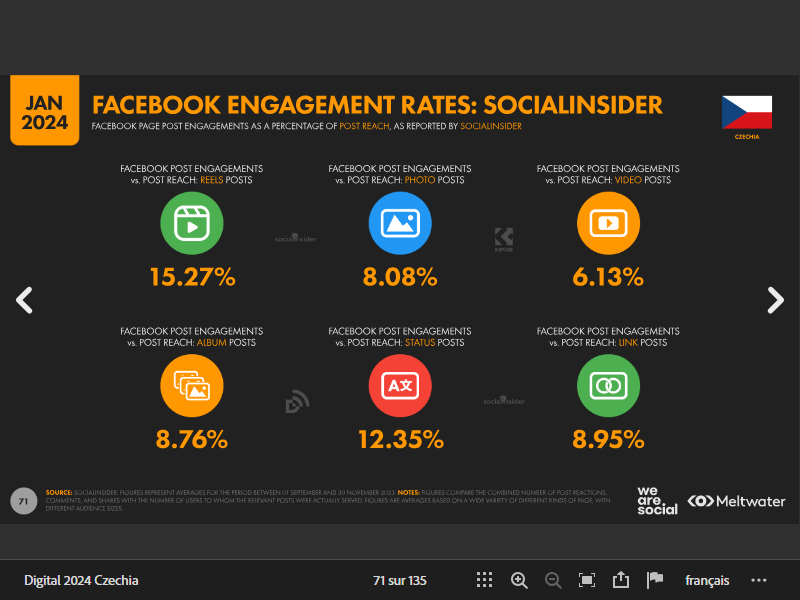 JAN
2024
FACEBOOK ENGAGEMENT RATES: SOCIALINSIDER
FACEBOOK PAGE POST ENGAGEMENTS AS A PERCENTAGE OF POST REACH, AS REPORTED BY SOCIALINSIDER
CZECHIA
FACEBOOK POST ENGAGEMENTS
vs. POST REACH: REELS POSTS
15.27%
FACEBOOK POST ENGAGEMENTS
vs. POST REACH: PHOTO POSTS
8.08%
FACEBOOK POST ENGAGEMENTS
vs. POST REACH: VIDEO POSTS
6.13%
socialinsider
KEPIOS
FACEBOOK POST ENGAGEMENTS
vs. POST REACH: ALBUM POSTS
8.76%
FACEBOOK POST ENGAGEMENTS
vs. POST REACH: STATUS POSTS
A文
12.35%
FACEBOOK POST ENGAGEMENTS
vs. POST REACH: LINK POSTS
8.95%
socialinsider
71
SOURCE: SOCIALINSIDER. FIGURES REPRESENT AVERAGES FOR THE PERIOD BETWEEN 01 SEPTEMBER AND 30 NOVEMBER 2023. NOTES: FIGURES COMPARE THE COMBINED NUMBER OF POST REACTIONS,
COMMENTS, AND SHARES WITH THE NUMBER OF USERS TO WHOM THE RELEVANT POSTS WERE ACTUALLY SERVED. FIGURES ARE AVERAGES BASED ON A WIDE VARIETY OF DIFFERENT KINDS OF PAGE, WITH
DIFFERENT AUDIENCE SIZES.
we
are.
social
Meltwater
Digital 2024 Czechia
71 sur 135
français